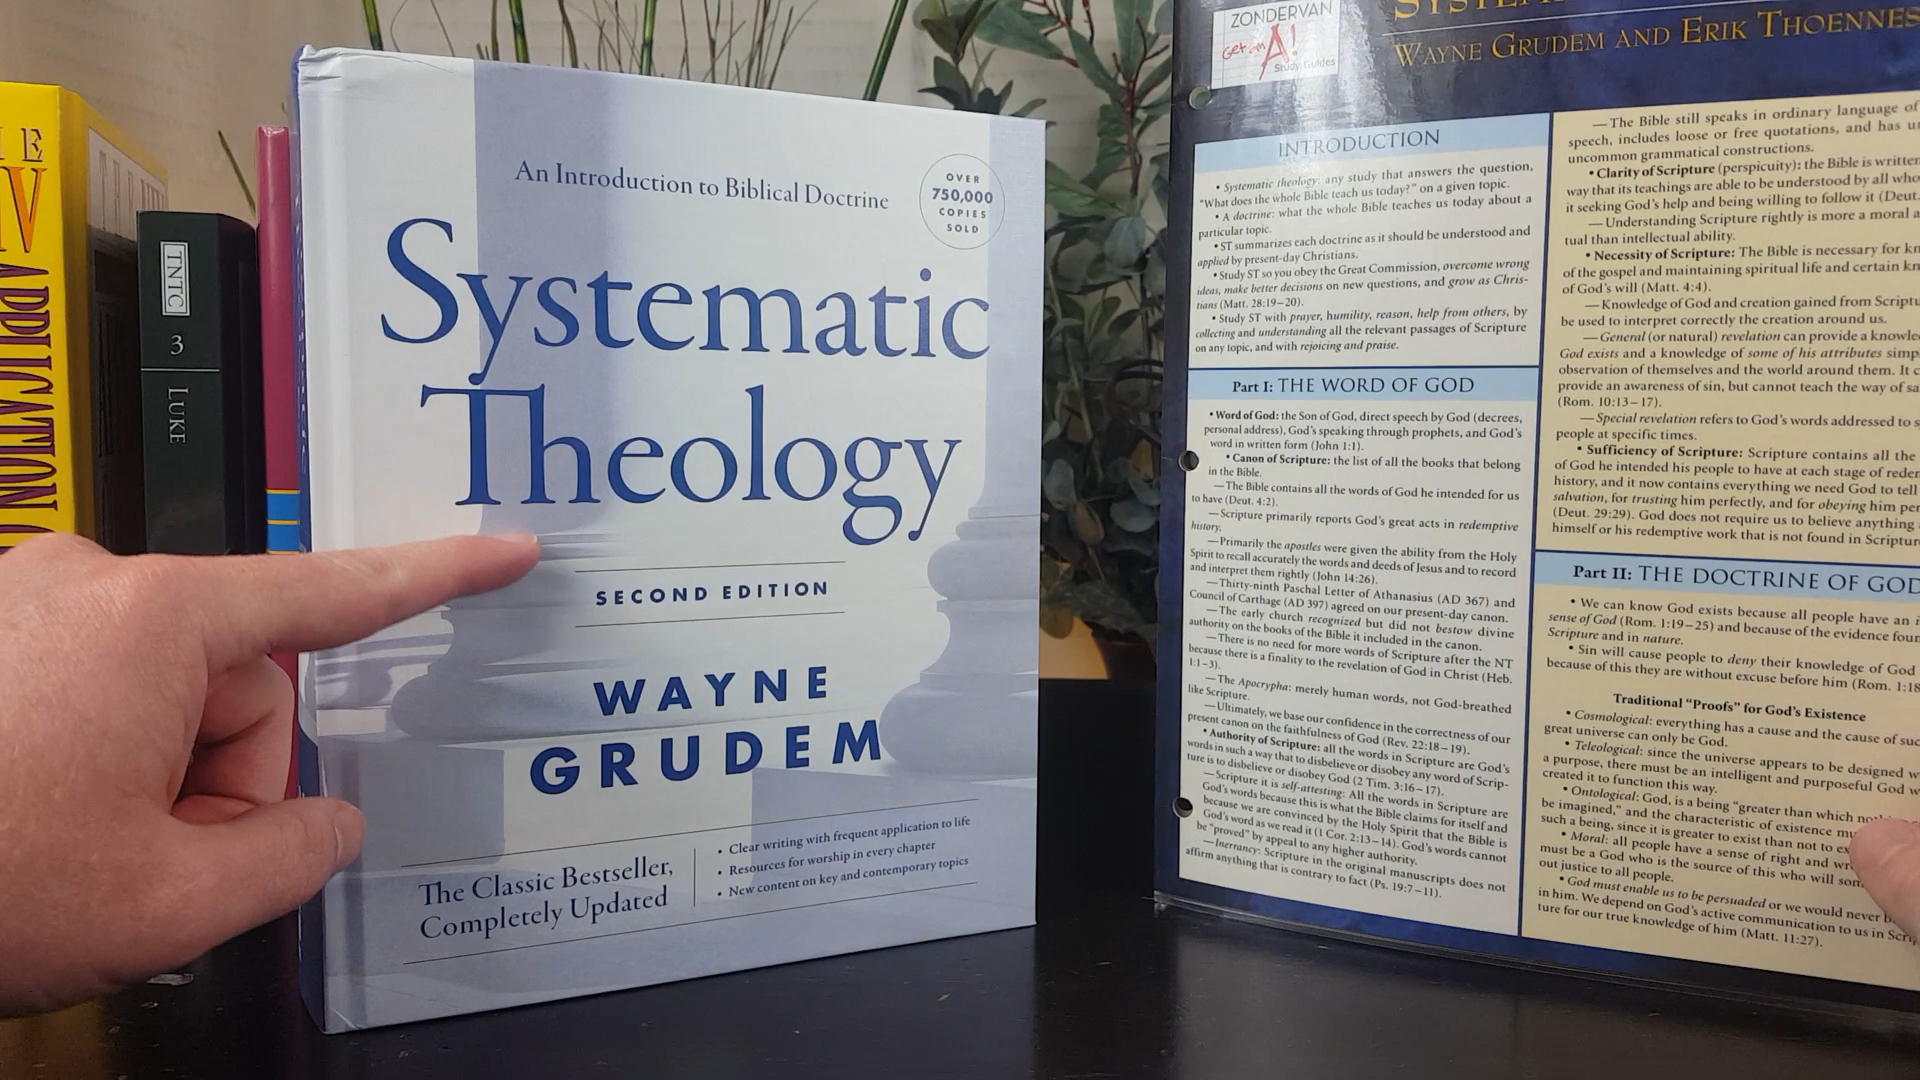 IV
APPLICATION
TNTC
3
LUKE
An Introduction to Biblical Doctrine
OVER
750,000
COPIES
SOLD
Systematic
Theology
SECOND EDITION
WAYNE
GRUDEM
The Classic Bestseller,
Completely Updated
• Clear writing with frequent application to life
• Resources for worship in every chapter
• New content on key and contemporary topics
ZONDERVAN
Get an A!
Study Guides
WAYNE GRUDEM AND ERIK THOENNES
INTRODUCTION
• Systematic theology: any study that answers the question,
"What does the whole Bible teach us today?" on a given topic.
• A doctrine: what the whole Bible teaches us today about a
particular topic.
• ST summarizes each doctrine as it should be understood and
applied by present-day Christians.
• Study ST so you obey the Great Commission, overcome wrong
ideas, make better decisions on new questions, and grow as Chris-
tians (Matt. 28:19–20).
• Study ST with prayer, humility, reason, help from others, by
collecting and understanding all the relevant passages of Scripture
on any topic, and with rejoicing and praise.
Part I: THE WORD OF GOD
• Word of God: the Son of God, direct speech by God (decrees,
personal address), God's speaking through prophets, and God's
word in written form (John 1:1).
• Canon of Scripture: the list of all the books that belong
in the Bible.
—The Bible contains all the words of God he intended for us
to have (Deut. 4:2).
—Scripture primarily reports God's great acts in redemptive
history.
—Primarily the apostles were given the ability from the Holy
Spirit to recall accurately the words and deeds of Jesus and to record
and interpret them rightly (John 14:26).
—Thirty-ninth Paschal Letter of Athanasius (AD 367) and
Council of Carthage (AD 397) agreed on our present-day canon.
—The early church recognized but did not bestow divine
authority on the books of the Bible it included in the canon.
—There is no need for more words of Scripture after the NT
because there is a finality to the revelation of God in Christ (Heb.
1:1–3).
—The Apocrypha: merely human words, not God-breathed
like Scripture.
—Ultimately, we base our confidence in the correctness of our
present canon on the faithfulness of God (Rev. 22:18–19).
• Authority of Scripture: all the words in Scripture are God's
words in such a way that to disbelieve or disobey any word of Scrip-
ture is to disbelieve or disobey God (2 Tim. 3:16–17).
—Scripture it is self-attesting: All the words in Scripture are
God's words because this is what the Bible claims for itself and
because we are convinced by the Holy Spirit that the Bible is
God's word as we read it (1 Cor. 2:13–14). God's words cannot
be "proved" by appeal to any higher authority.
—Inerrancy: Scripture in the original manuscripts does not
affirm anything that is contrary to fact (Ps. 19:7–11).
—The Bible still speaks in ordinary language of
speech, includes loose or free quotations, and has
uncommon grammatical constructions.
• Clarity of Scripture (perspicuity): the Bible is written
way that its teachings are able to be understood by all who
it seeking God's help and being willing to follow it (Deut.
—Understanding Scripture rightly is more a moral a
tual than intellectual ability.
• Necessity of Scripture: The Bible is necessary for
of the gospel and maintaining spiritual life and certain
of God's will (Matt. 4:4).
—Knowledge of God and creation gained from
be used to interpret correctly the creation around us.
—General (or natural) revelation can provide a
God exists and a knowledge of some of his attributes
observation of themselves and the world around them. It
provide an awareness of sin, but cannot teach the way of
(Rom. 10:13–17).
—Special revelation refers to God's words addressed to
people at specific times.
• Sufficiency of Scripture: Scripture contains all the
of God he intended his people to have at each stage of
history, and it now contains everything we need God to tell
salvation, for trusting him perfectly, and for obeying him
(Deut. 29:29). God does not require us to believe anything
himself or his redemptive work that is not found in
Part II: THE DOCTRINE OF GOD
• We can know God exists because all people have an
sense of God (Rom. 1:19–25) and because of the evidence
Scripture and in nature.
• Sin will cause people to deny their knowledge of God
because of this they are without excuse before him (Rom.
Traditional "Proofs" for God's Existence
• Cosmological: everything has a cause and the cause of
great universe can only be God.
• Teleological: since the universe appears to be designed
a purpose, there must be an intelligent and purposeful God
created it to function this way.
• Ontological: God, is a being "greater than which
be imagined," and the characteristic of existence
such a being, since it is greater to exist than not to
• Moral: all people have a sense of right and
must be a God who is the source of this who will
out justice to all people.
• God must enable us to be persuaded or we would never
in him. We depend on God's active communication to us in
ture for our true knowledge of him (Matt. 11:27).